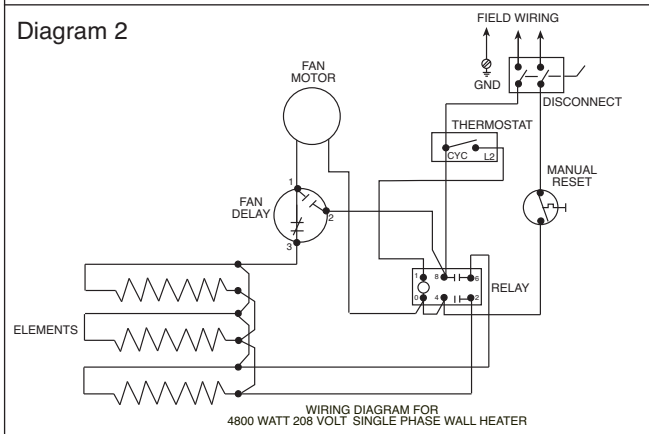 Diagram 2
FIELD WIRING
FAN
MOTOR
GND
DISCONNECT
THERMOSTAT
CYC L2
MANUAL
RESET
1
FAN
DELAY
2
3
1 8 6
RELAY
0 4 2
ELEMENTS
WIRING DIAGRAM FOR
4800 WATT 208 VOLT SINGLE PHASE WALL HEATER